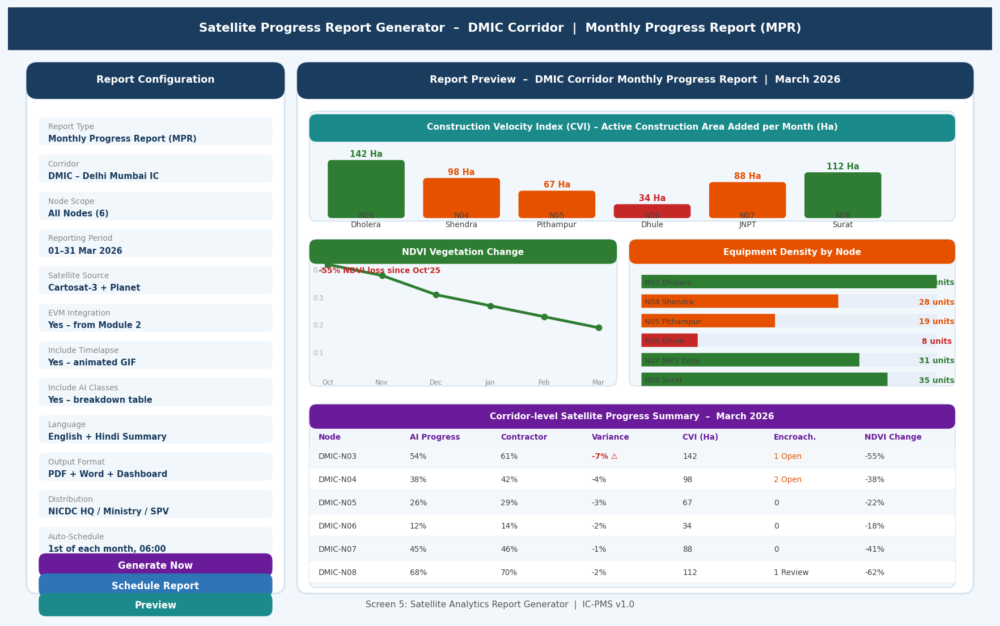 Satellite Progress Report Generator – DMIC Corridor | Monthly Progress Report (MPR)
Report Configuration
Report Type
Monthly Progress Report (MPR)
Corridor
DMIC – Delhi Mumbai IC
Node Scope
All Nodes (6)
Reporting Period
01–31 Mar 2026
Satellite Source
Cartosat-3 + Planet
EVM Integration
Yes – from Module 2
Include Timelapse
Yes – animated GIF
Include AI Classes
Yes – breakdown table
Language
English + Hindi Summary
Output Format
PDF + Word + Dashboard
Distribution
NICDC HQ / Ministry / SPV
Auto-Schedule
1st of each month, 06:00
Generate Now
Schedule Report
Preview
Report Preview – DMIC Corridor Monthly Progress Report | March 2026
Construction Velocity Index (CVI) – Active Construction Area Added per Month (Ha)
142 Ha 98 Ha 67 Ha 34 Ha 88 Ha 112 Ha
N03 N04 N05 N06 N07 N08
Dholera Shendra Pithampur Dhule JNPT Surat
NDVI Vegetation Change
-55% NDVI loss since Oct'25
0.3
0.2
0.1
Oct Nov Dec Jan Feb Mar
Equipment Density by Node
N03 Dholera units
N04 Shendra 28 units
N05 Pithampur 19 units
N06 Dhule 8 units
N07 JNPT Zone 31 units
N08 Surat 35 units
Corridor-level Satellite Progress Summary – March 2026
Node AI Progress Contractor Variance CVI (Ha) Encroach. NDVI Change
DMIC-N03 54% 61% -7% ⚠ 142 1 Open -55%
DMIC-N04 38% 42% -4% 98 2 Open -38%
DMIC-N05 26% 29% -3% 67 0 -22%
DMIC-N06 12% 14% -2% 34 0 -18%
DMIC-N07 45% 46% -1% 88 0 -41%
DMIC-N08 68% 70% -2% 112 1 Review -62%
Screen 5: Satellite Analytics Report Generator | IC-PMS v1.0